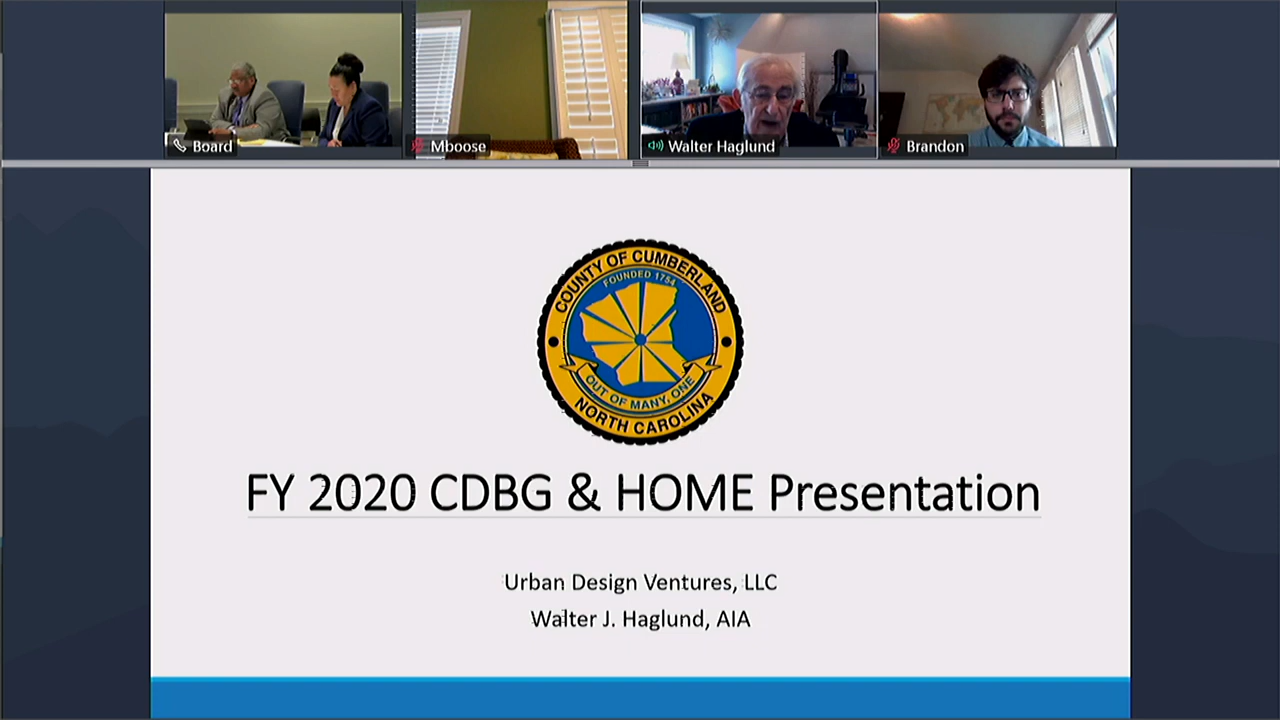 Board
Mboose
Walter Haglund
Brandon
COUNTY OF CUMBERLAND
FOUNDED 1754
OUT OF MANY, ONE
NORTH CAROLINA
FY 2020 CDBG & HOME Presentation
Urban Design Ventures, LLC
Walter J. Haglund, AIA